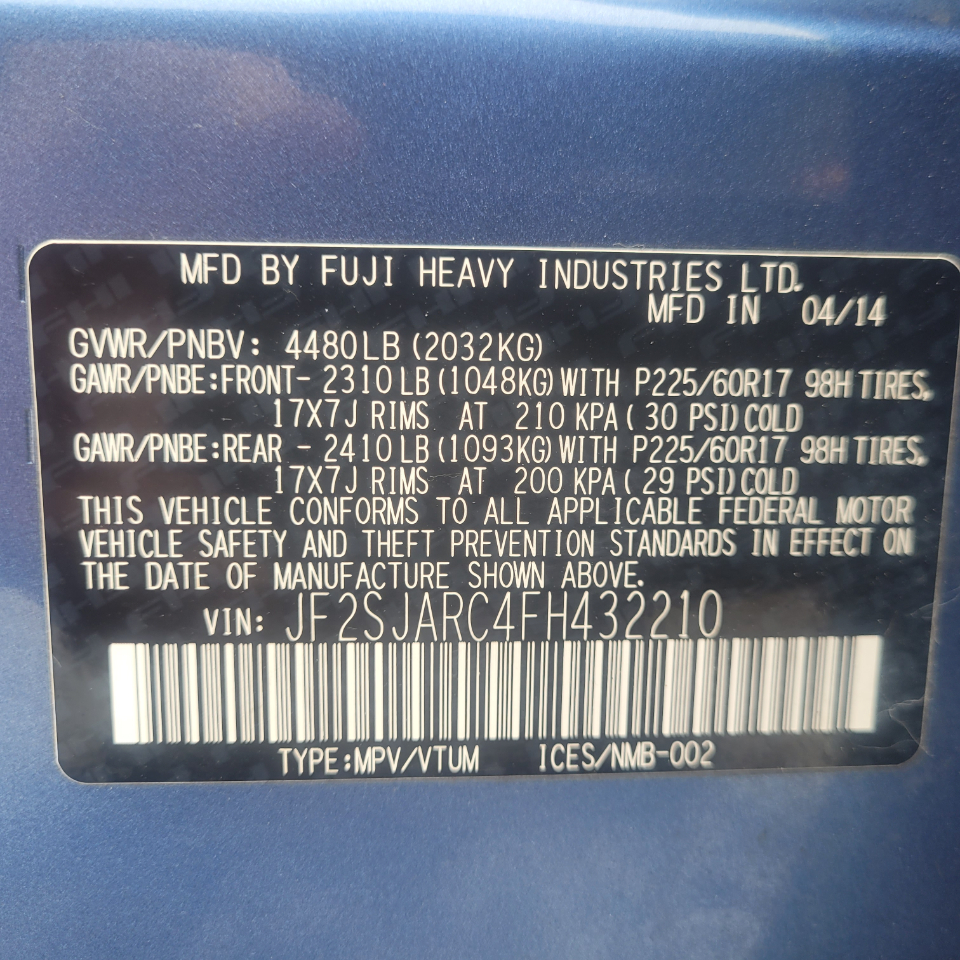 MFD BY FUJI HEAVY INDUSTRIES LTD.
MFD IN 04/14
GVWR/PNBV: 4480LB (2032KG)
GAWR/PNBE:FRONT- 2310LB (1048KG) WITH P225/60R17 98H TIRES,
17X7J RIMS AT 210 KPA ( 30 PSI) COLD
GAWR/PNBE:REAR - 2410LB (1093KG) WITH P225/60R17 98H TIRES,
17X7J RIMS AT 200 KPA ( 29 PSI) COLD
THIS VEHICLE CONFORMS TO ALL APPLICABLE FEDERAL MOTOR
VEHICLE SAFETY AND THEFT PREVENTION STANDARDS IN EFFECT ON
THE DATE OF MANUFACTURE SHOWN ABOVE.
VIN: JF2SJARC4FH432210
TYPE:MPV/VTUM ICES/NMB-002